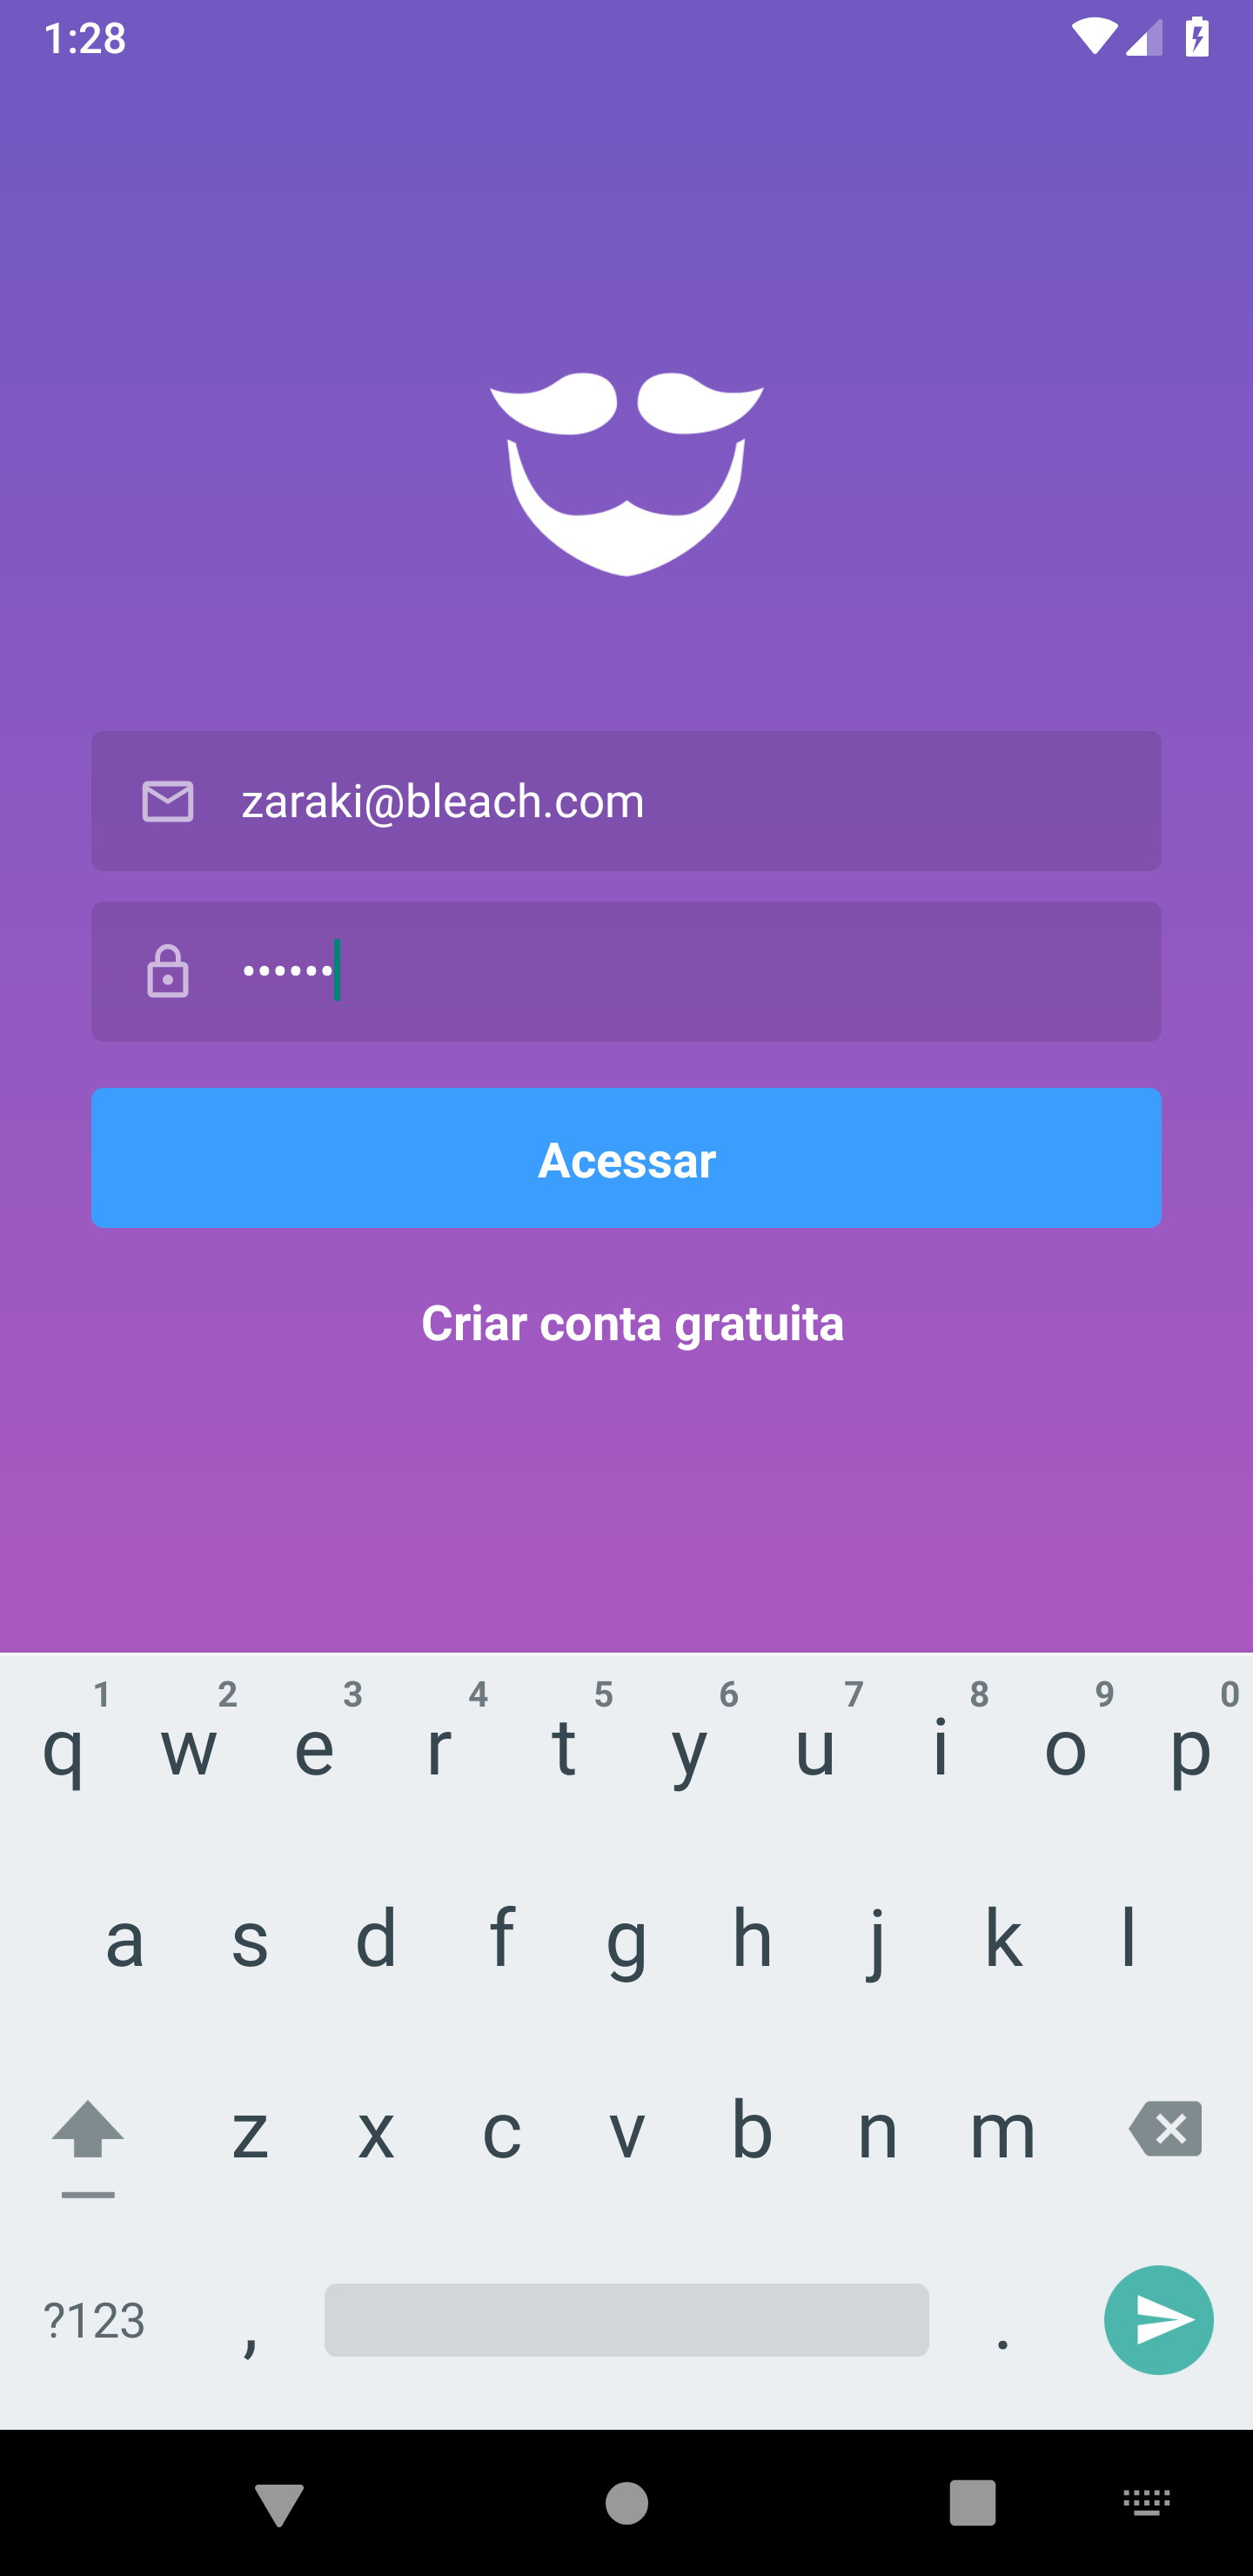 1:28
zaraki@bleach.com
••••••
Acessar
Criar conta gratuita
1 2 3 4 5 6 7 8 9 0
q w e r t y u i o p
a s d f g h j k l
z x c v b n m
?123 , .